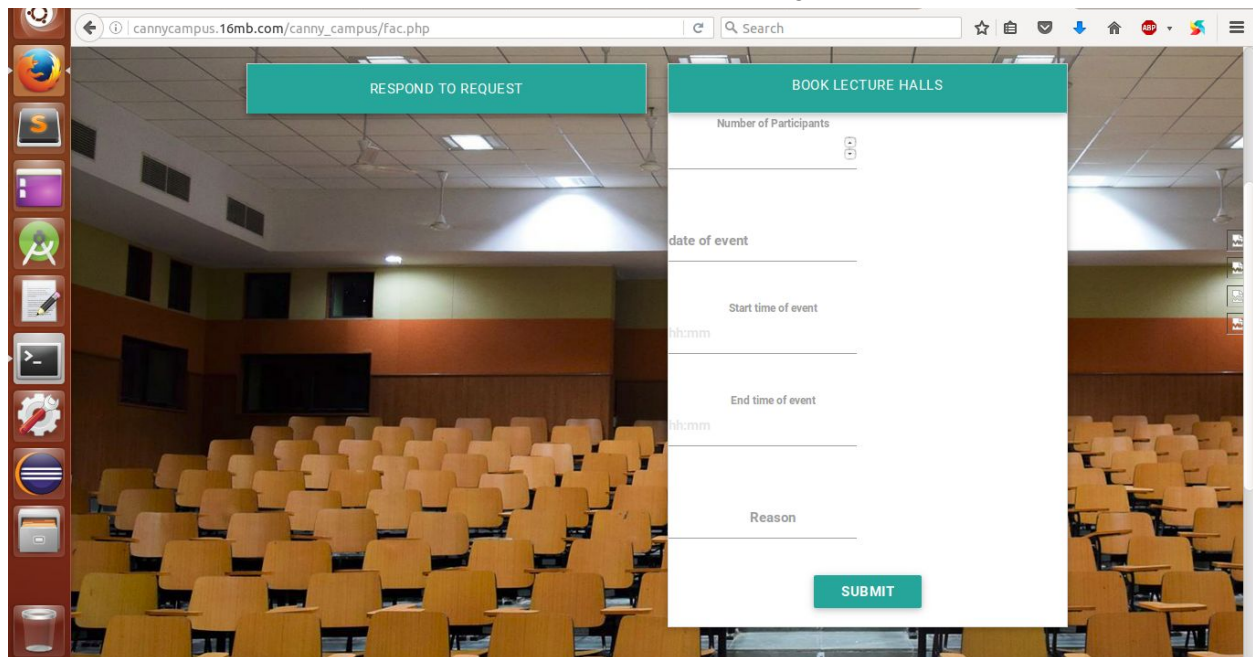 cannycampus.16mb.com/canny_campus/fac.php
Search
ABP
RESPOND TO REQUEST
BOOK LECTURE HALLS
Number of Participants
date of event
Start time of event
hh:mm
End time of event
hh:mm
Reason
SUBMIT